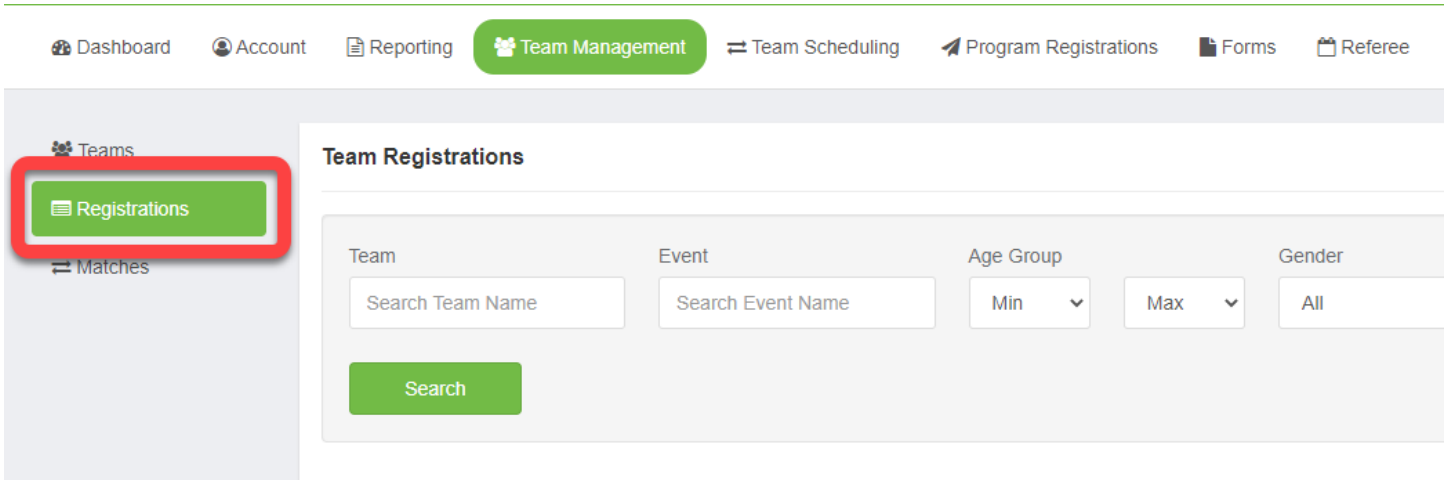 Dashboard Account Reporting Team Management Team Scheduling Program Registrations Forms Referee
Teams
Registrations
Matches
Team Registrations
Team Event Age Group Gender
Search Team Name Search Event Name Min Max All
Search